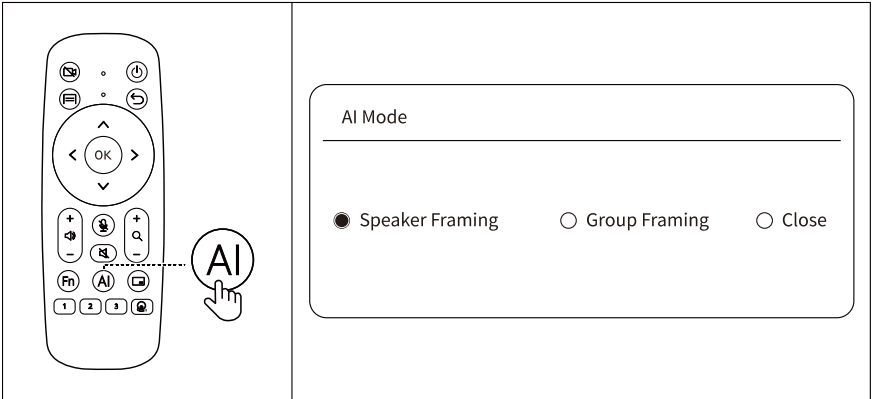 OK
+ +
- -
Fn AI
1 2 3
AI
AI Mode
Speaker Framing Group Framing Close